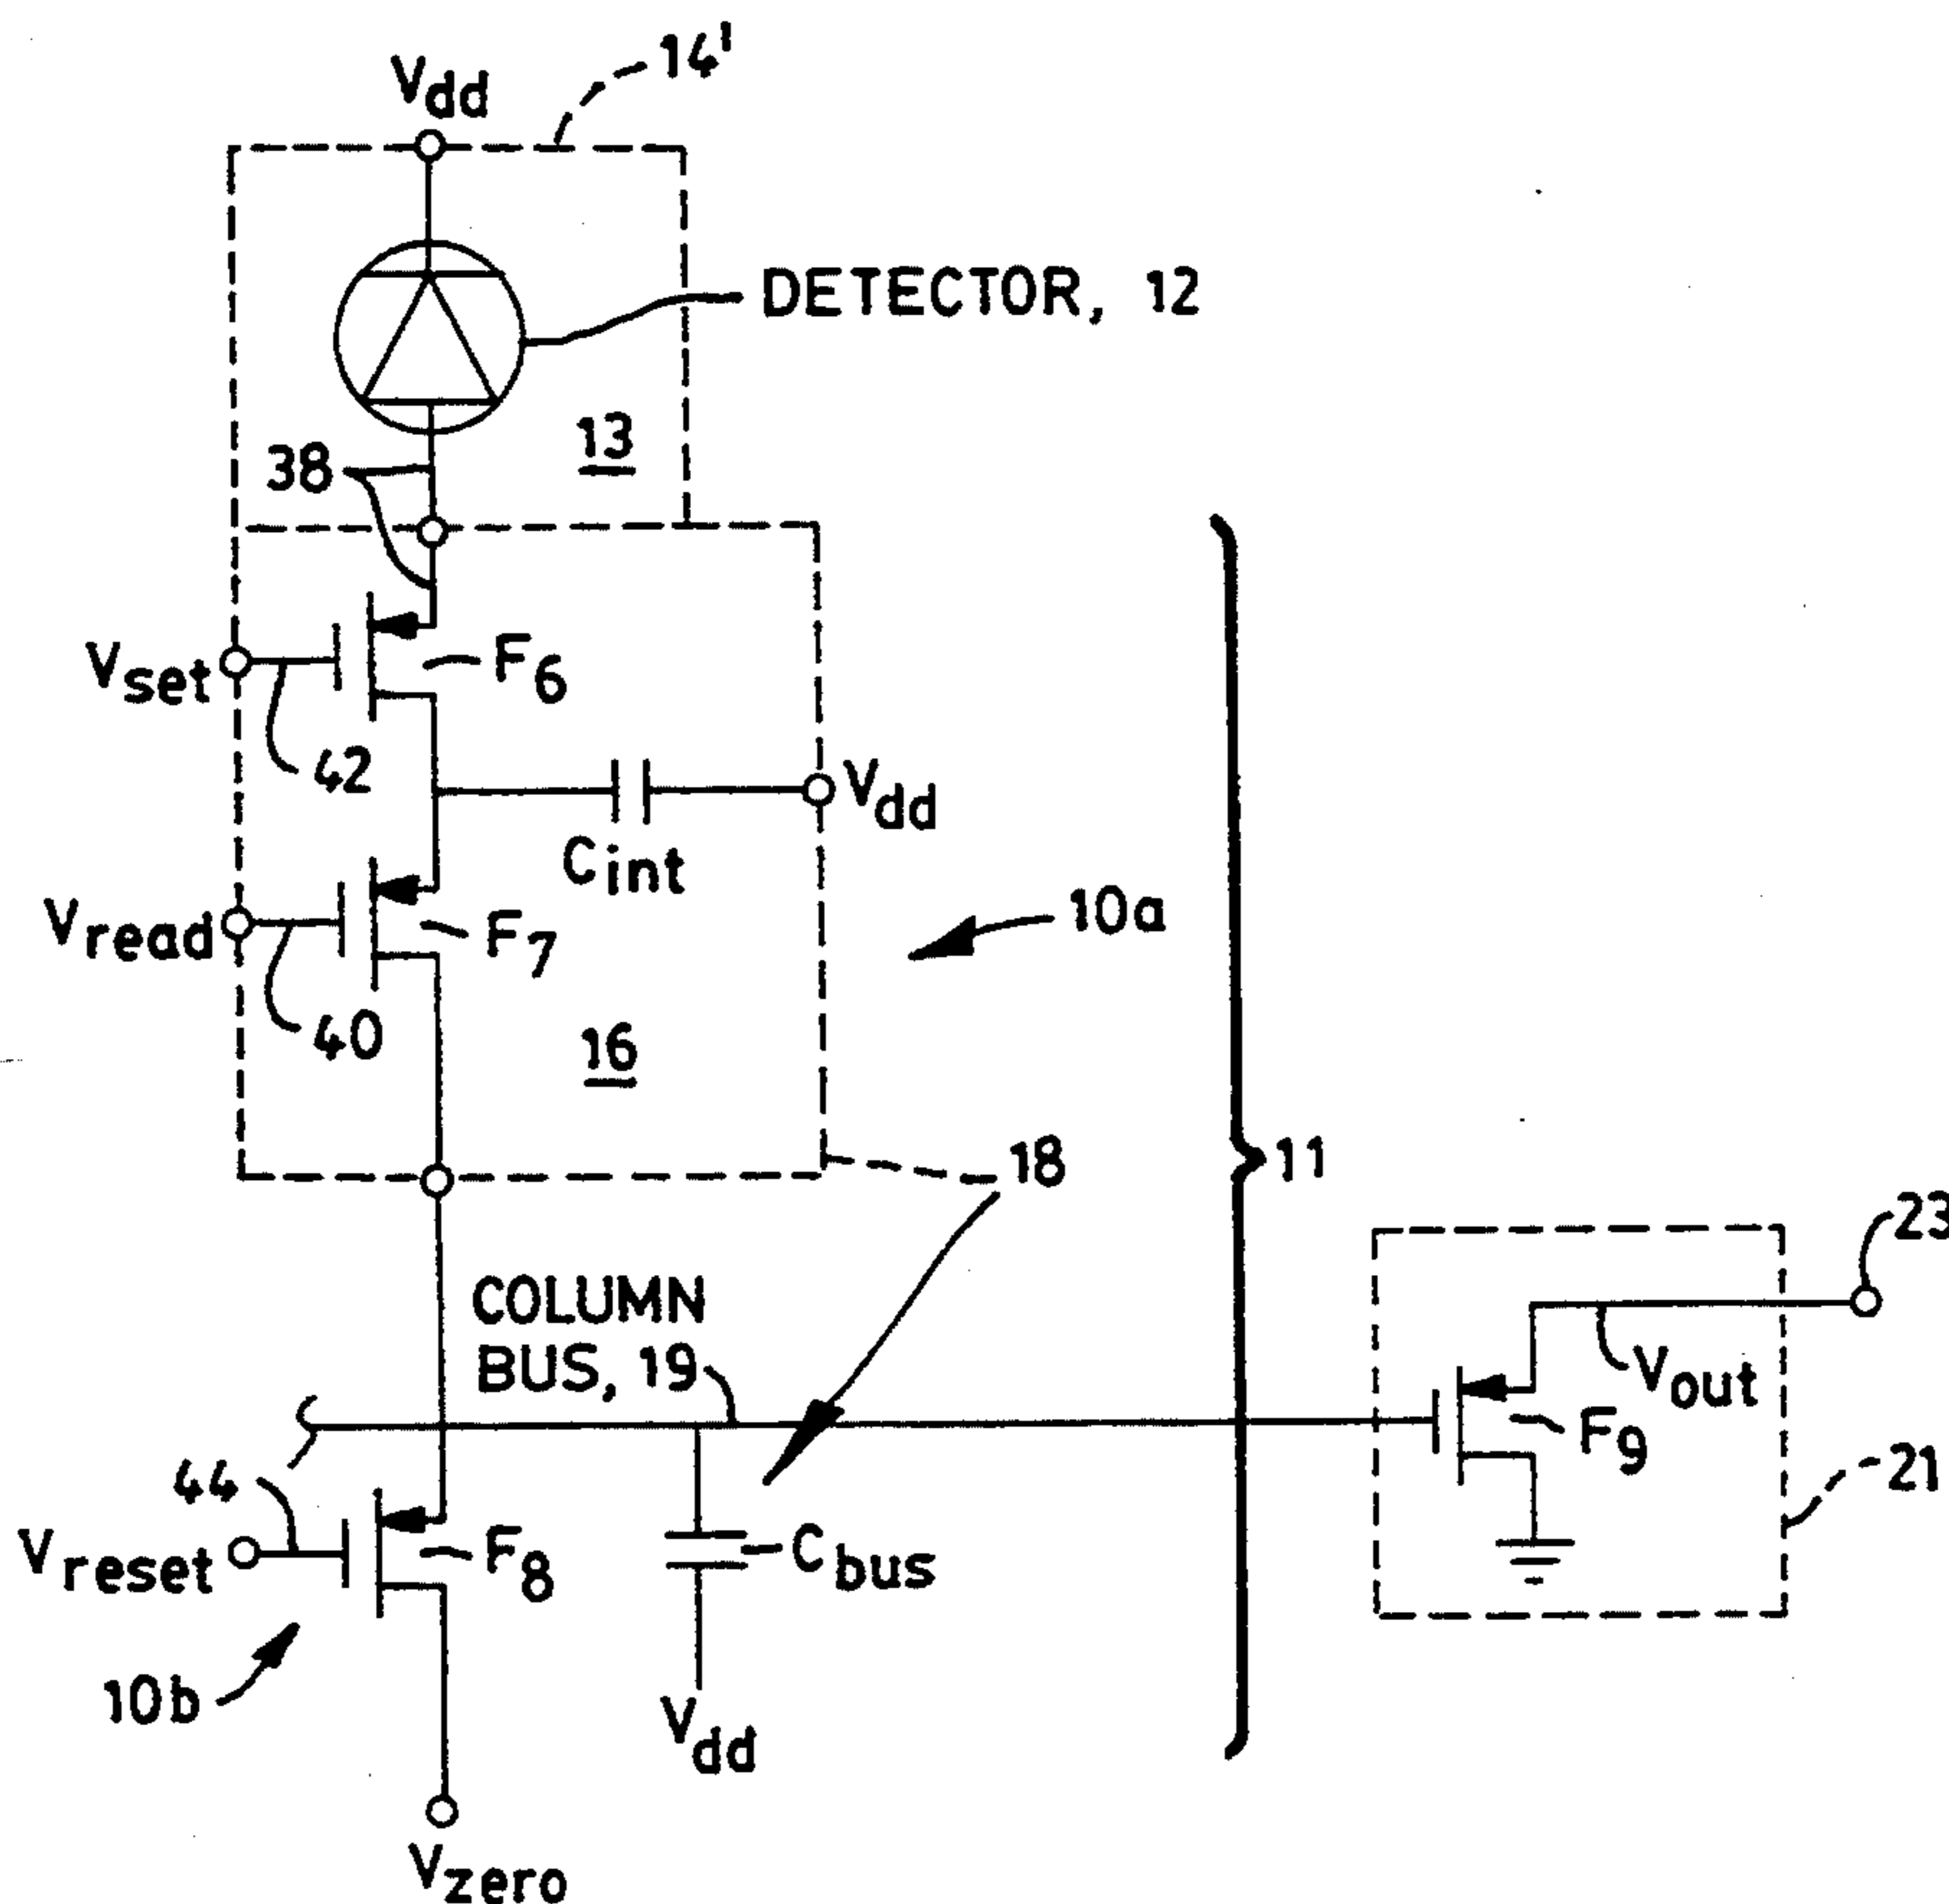 14'
Vdd
DETECTOR, 12
13
38
Vset
F6
42
Vdd
Cint
10a
Vread
F7
40
16
18
11
23
COLUMN
BUS, 19
Vout
F9
44
21
Vreset
F8
Cbus
10b
Vdd
Vzero